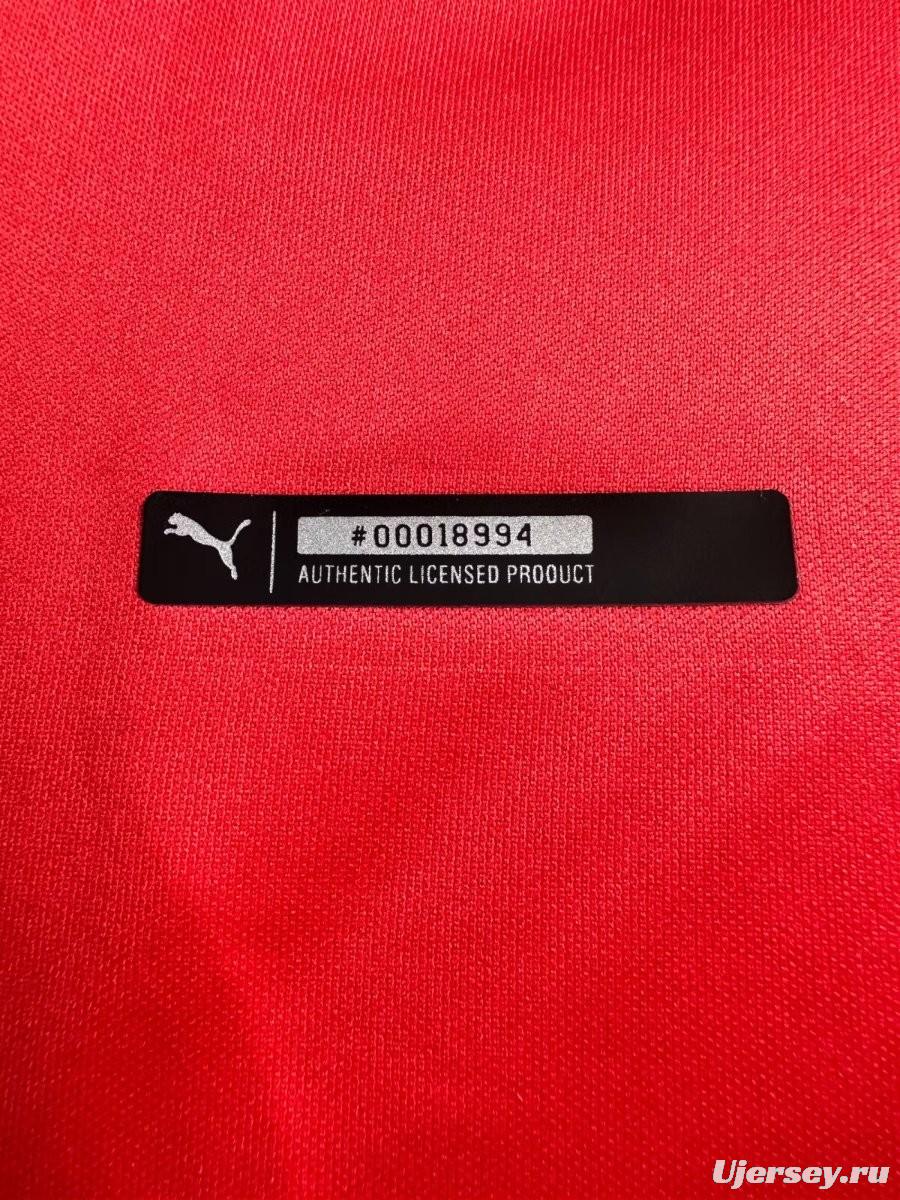 #00018994
AUTHENTIC LICENSED PROOUCT
Ujersey.ru